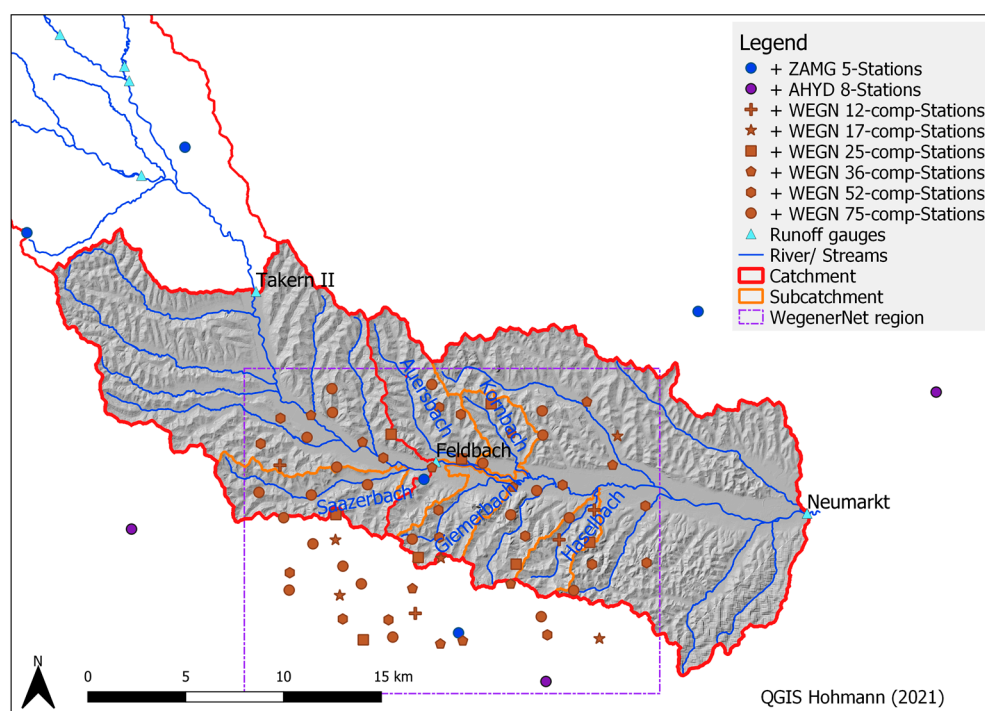 Legend
+ ZAMG 5-Stations
+ AHYD 8-Stations
+ WEGN 12-comp-Stations
+ WEGN 17-comp-Stations
+ WEGN 25-comp-Stations
+ WEGN 36-comp-Stations
+ WEGN 52-comp-Stations
+ WEGN 75-comp-Stations
Runoff gauges
River/ Streams
Catchment
Subcatchment
WegenerNet region
Takern II
Auersbach
Kornbach
Feldbach
Saazerbach
Giemerbach
Haselbach
Neumarkt
N
0 5 10 15 km
QGIS Hohmann (2021)